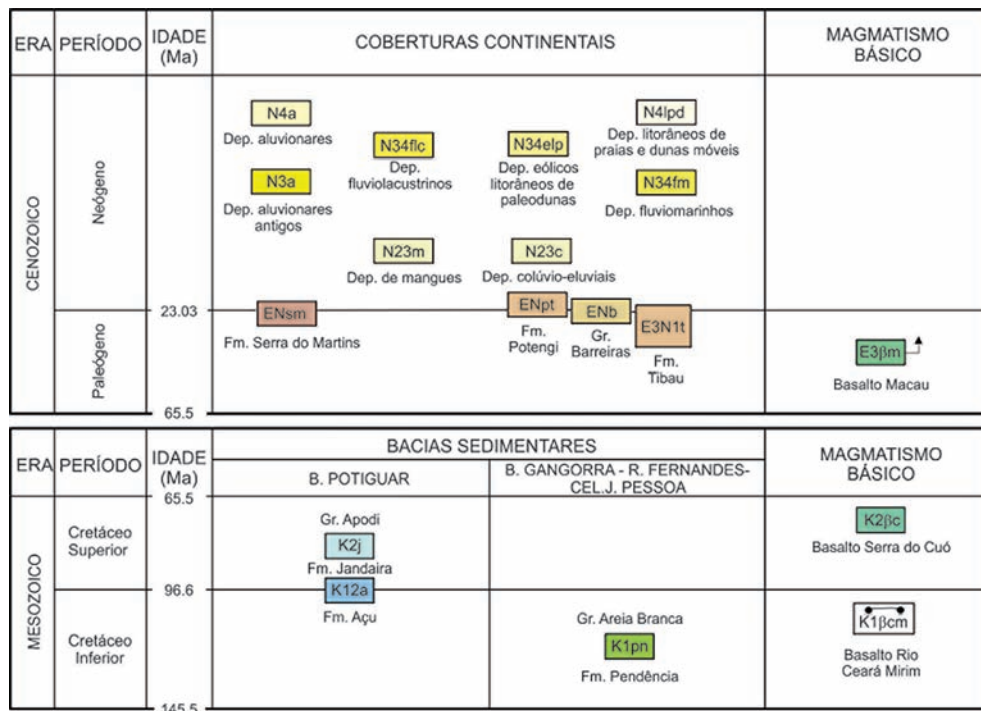 ERA PERÍODO IDADE (Ma) COBERTURAS CONTINENTAIS MAGMATISMO BÁSICO
CENOZOICO
Neógeno
N4a
Dep. aluvionares
N34flc
Dep.
fluviolacustrinos
N34elp
Dep. eólicos
litorâneos de
paleodunas
N4lpd
Dep. litorâneos de
praias e dunas móveis
N3a
Dep. aluvionares
antigos
N34fm
Dep. fluviomarinhos
N23m
Dep. de mangues
N23c
Dep. colúvio-eluviais
23.03
Paleógeno
ENsm
Fm. Serra do Martins
ENpt
Fm.
Potengi
ENb
Gr.
Barreiras
E3N1t
Fm.
Tibau
E3βm
Basalto Macau
65.5
ERA PERÍODO IDADE (Ma) BACIAS SEDIMENTARES MAGMATISMO BÁSICO
B. POTIGUAR
B. GANGORRA - R. FERNANDES-
CEL.J. PESSOA
65.5
MESOZOICO
Cretáceo
Superior
Gr. Apodi
K2j
Fm. Jandaira
K2βc
Basalto Serra do Cuó
96.6
K12a
Fm. Açu
Cretáceo
Inferior
Gr. Areia Branca
K1pn
Fm. Pendência
K1βcm
Basalto Rio
Ceará Mirim
145.5